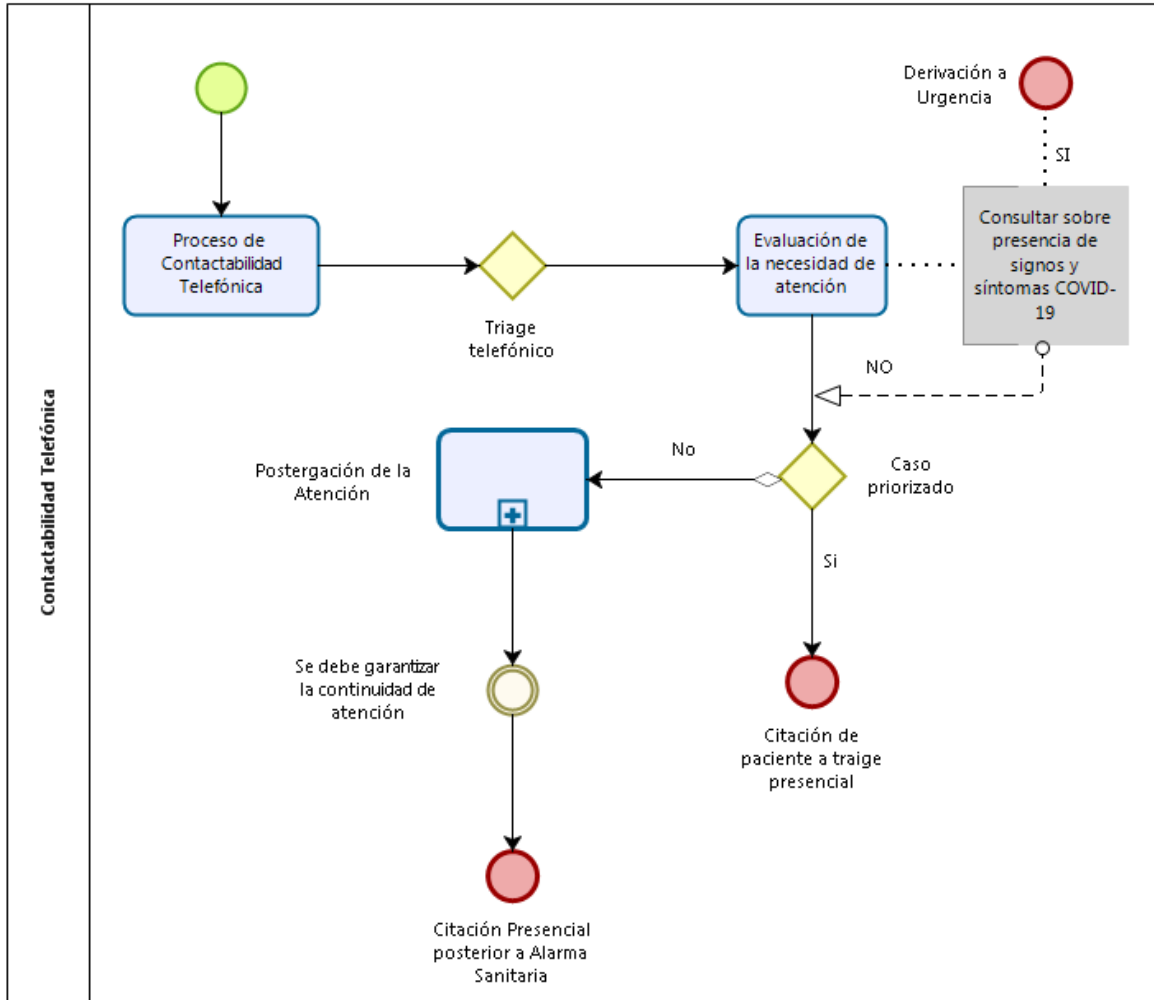 Contactabilidad Telefónica
Derivación a
Urgencia
SI
Proceso de
Contactabilidad
Telefónica
Triage
telefónico
Evaluación de
la necesidad de
atención
Consultar sobre
presencia de
signos y
síntomas COVID-
19
NO
Postergación de la
Atención
No
Caso
priorizado
Si
Se debe garantizar
la continuidad de
atención
Citación de
paciente a traige
presencial
Citación Presencial
posterior a Alarma
Sanitaria